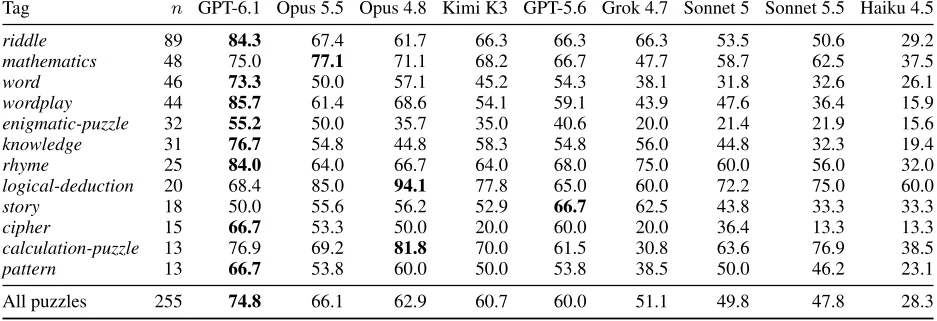 Tag n GPT-6.1 Opus 5.5 Opus 4.8 Kimi K3 GPT-5.6 Grok 4.7 Sonnet 5 Sonnet 5.5 Haiku 4.5
riddle 89 84.3 67.4 61.7 66.3 66.3 66.3 53.5 50.6 29.2
mathematics 48 75.0 77.1 71.1 68.2 66.7 47.7 58.7 62.5 37.5
word 46 73.3 50.0 57.1 45.2 54.3 38.1 31.8 32.6 26.1
wordplay 44 85.7 61.4 68.6 54.1 59.1 43.9 47.6 36.4 15.9
enigmatic-puzzle 32 55.2 50.0 35.7 35.0 40.6 20.0 21.4 21.9 15.6
knowledge 31 76.7 54.8 44.8 58.3 54.8 56.0 44.8 32.3 19.4
rhyme 25 84.0 64.0 66.7 64.0 68.0 75.0 60.0 56.0 32.0
logical-deduction 20 68.4 85.0 94.1 77.8 65.0 60.0 72.2 75.0 60.0
story 18 50.0 55.6 56.2 52.9 66.7 62.5 43.8 33.3 33.3
cipher 15 66.7 53.3 50.0 20.0 60.0 20.0 36.4 13.3 13.3
calculation-puzzle 13 76.9 69.2 81.8 70.0 61.5 30.8 63.6 76.9 38.5
pattern 13 66.7 53.8 60.0 50.0 53.8 38.5 50.0 46.2 23.1
All puzzles 255 74.8 66.1 62.9 60.7 60.0 51.1 49.8 47.8 28.3